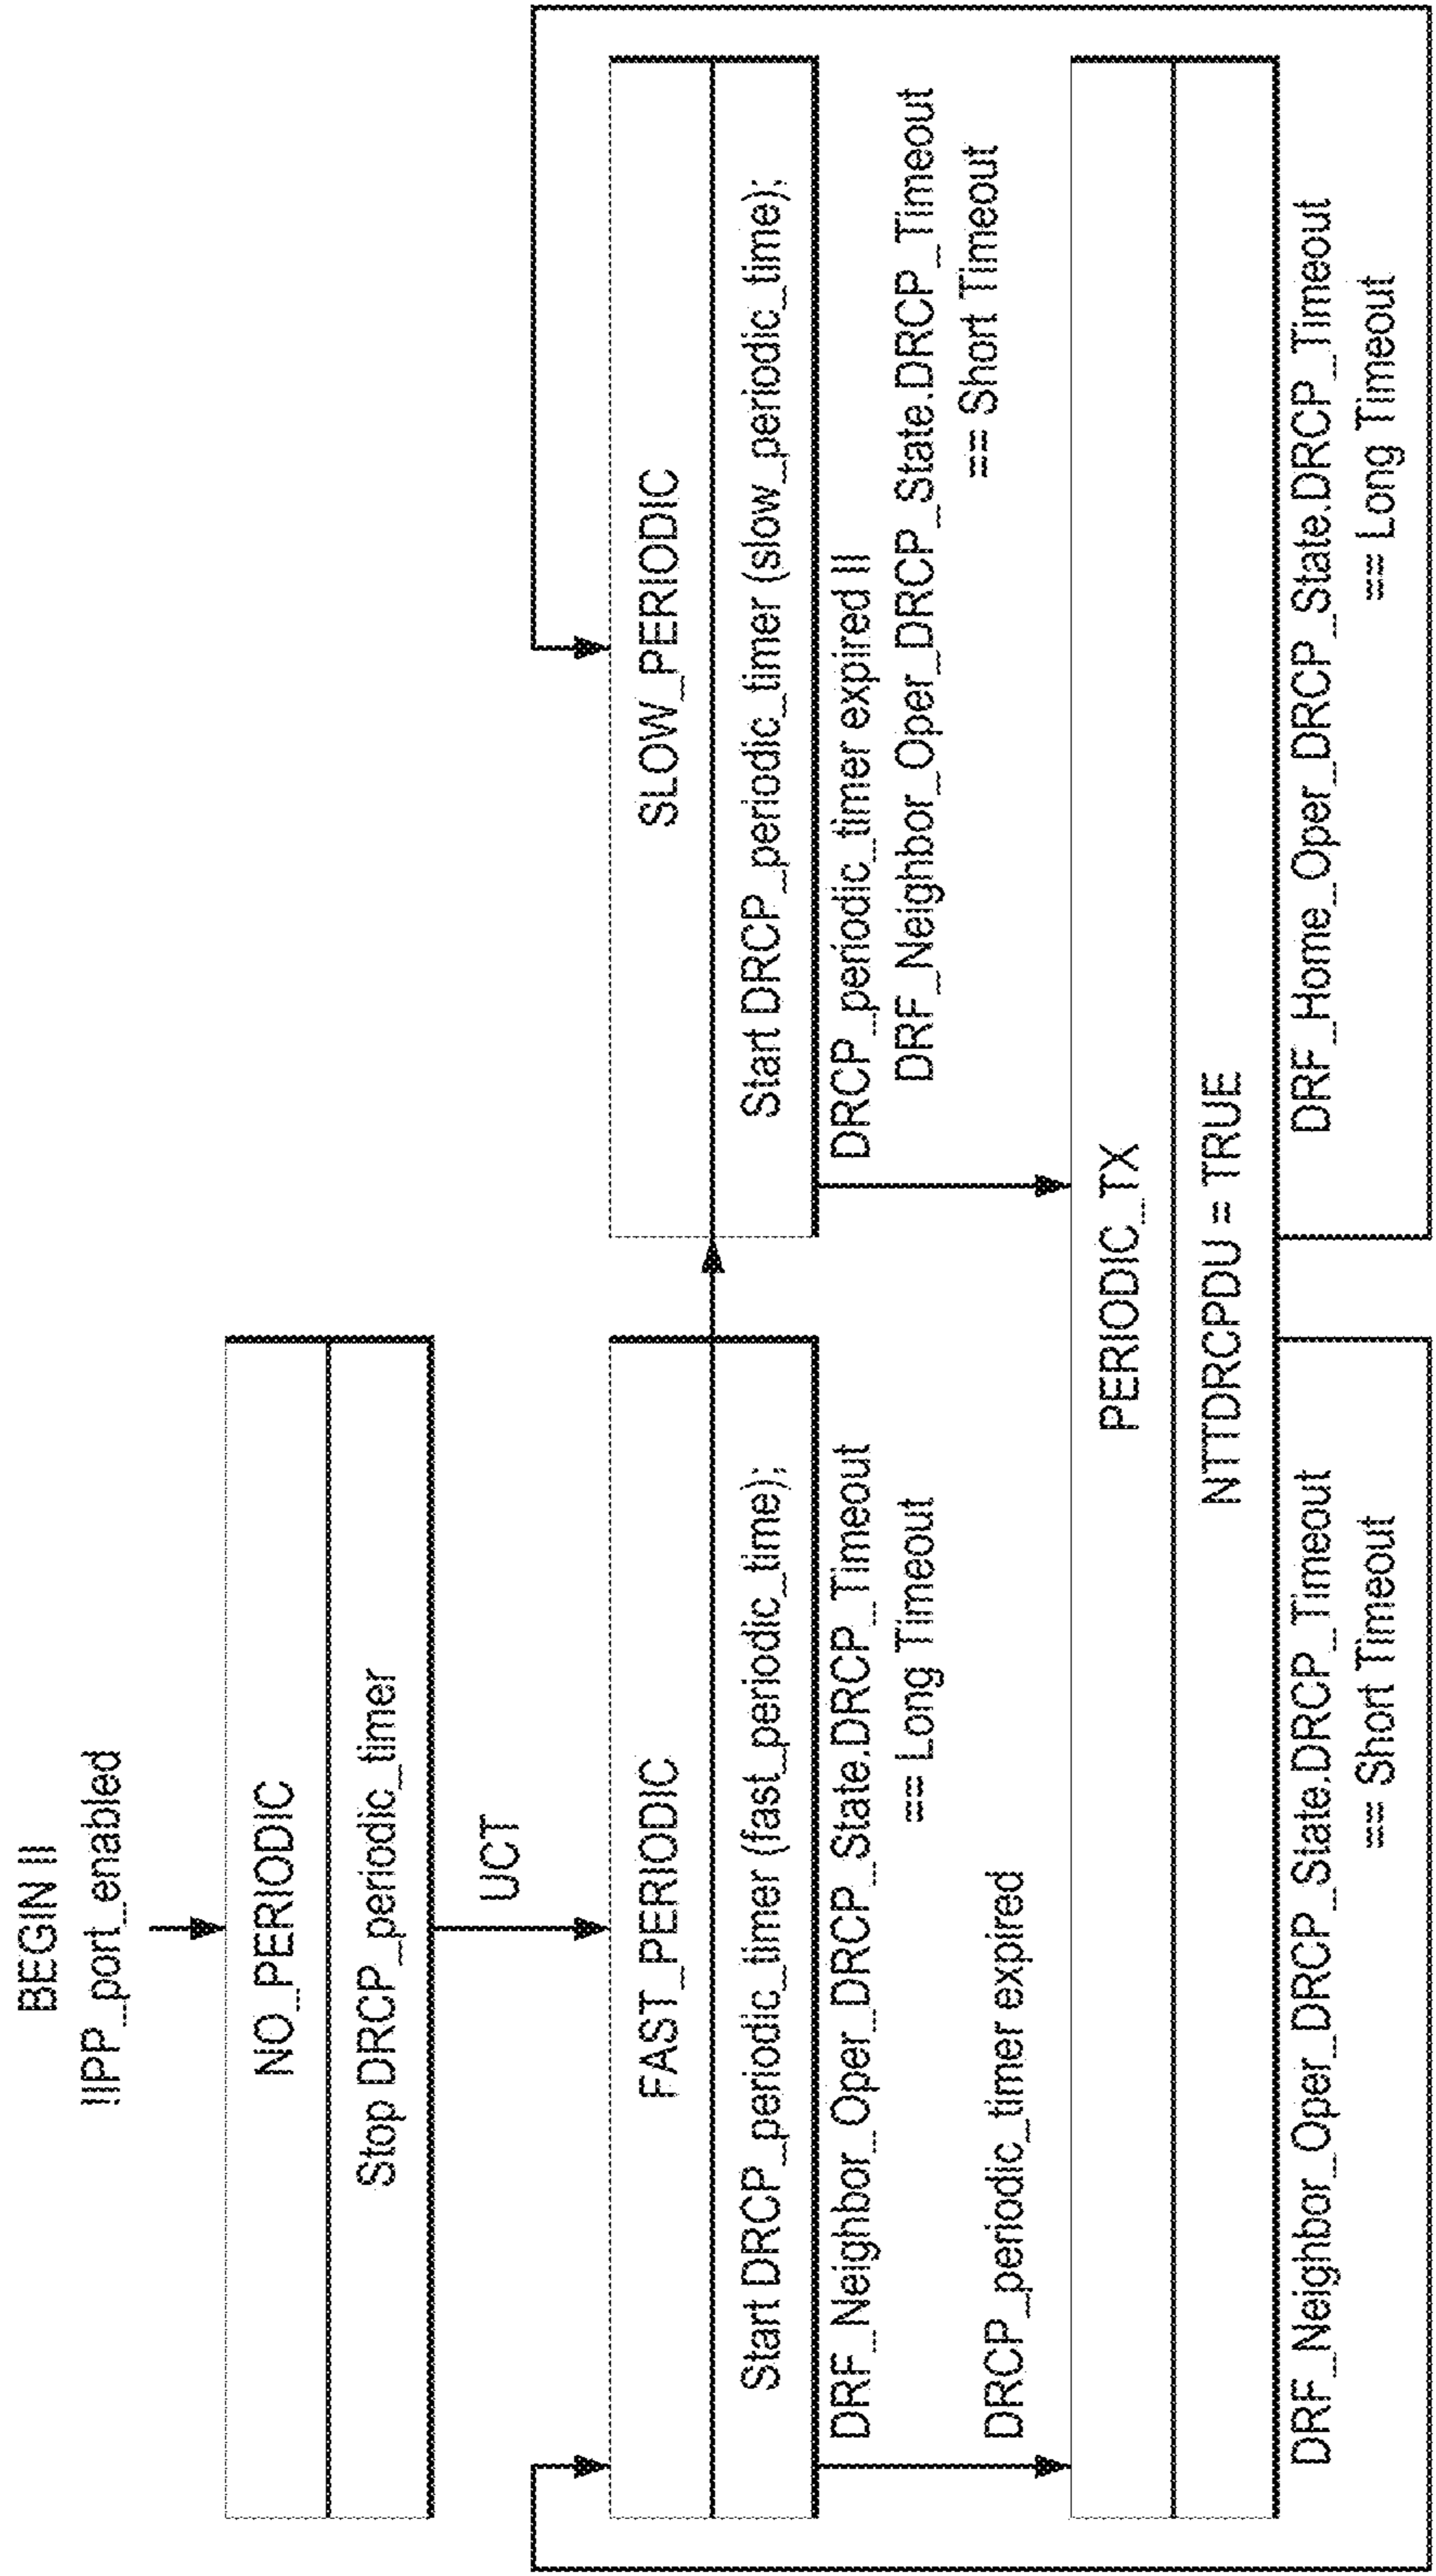 BEGIN ||
!IPP_port_enabled
NO_PERIODIC
Stop DRCP_periodic_timer
UCT
FAST_PERIODIC
Start DRCP_periodic_timer (fast_periodic_time);
DRF_Neighbor_Oper_DRCP_State.DRCP_Timeout
== Long Timeout
DRCP_periodic_timer expired
SLOW_PERIODIC
Start DRCP_periodic_timer (slow_periodic_time);
DRCP_periodic_timer expired ||
DRF_Neighbor_Oper_DRCP_State.DRCP_Timeout
== Short Timeout
PERIODIC_TX
NTTDRCPDU = TRUE
DRF_Neighbor_Oper_DRCP_State.DRCP_Timeout
== Short Timeout
DRF_Home_Oper_DRCP_State.DRCP_Timeout
== Long Timeout